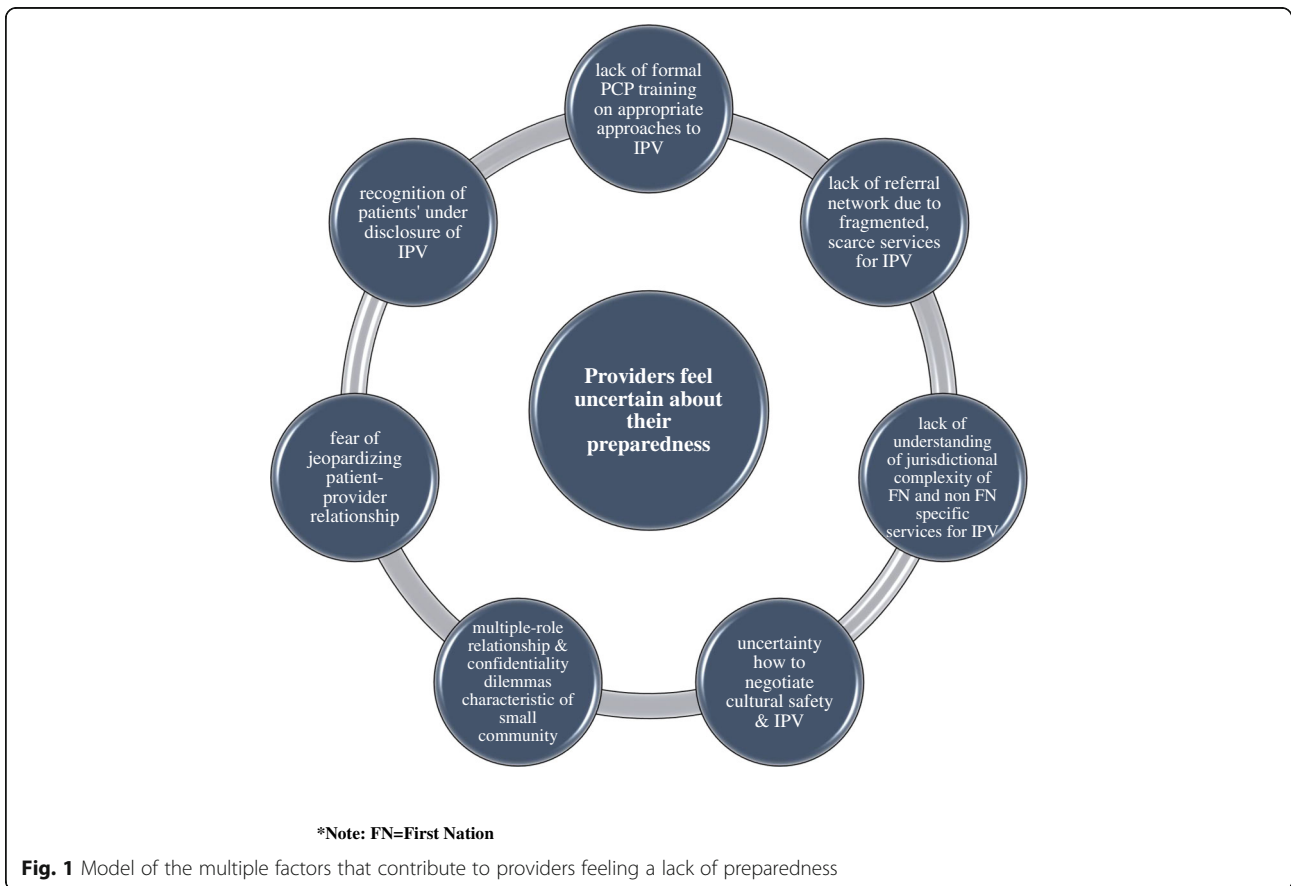 lack of formal
PCP training
on appropriate
approaches to
IPV
lack of referral
network due to
fragmented,
scarce services
for IPV
lack of
understanding
of jurisdictional
complexity of
FN and non FN
specific
services for IPV
uncertainty
how to
negotiate
cultural safety
& IPV
multiple-role
relationship &
confidentiality
dilemmas
characteristic of
small
community
fear of
jeopardizing
patient-
provider
relationship
recognition of
patients' under
disclosure of
IPV
Providers feel
uncertain about
their
preparedness
*Note: FN=First Nation
Fig. 1 Model of the multiple factors that contribute to providers feeling a lack of preparedness